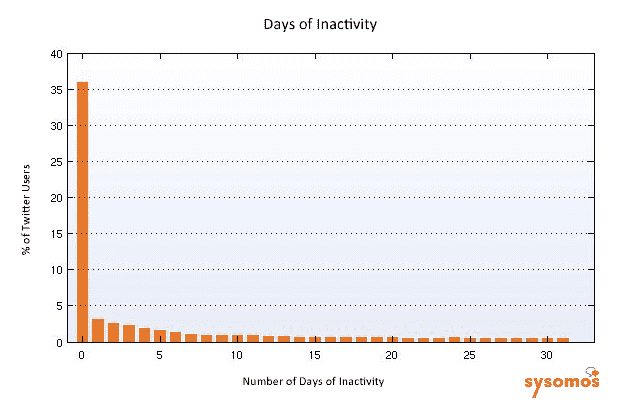 Days of Inactivity
40
35
30
25
20
15
10
5
0
% of Twitter Users
0 5 10 15 20 25 30
Number of Days of Inactivity
sysomos